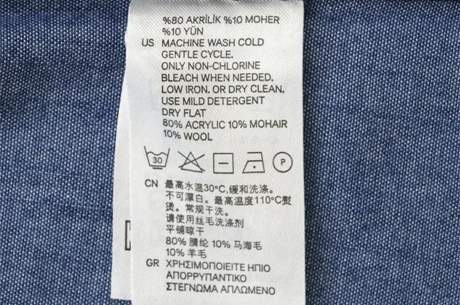 %80 AKRİLİK %10 MOHER
%10 YÜN
US MACHINE WASH COLD
GENTLE CYCLE.
ONLY NON-CHLORINE
BLEACH WHEN NEEDED.
LOW IRON. OR DRY CLEAN.
USE MILD DETERGENT
DRY FLAT
80% ACRYLIC 10% MOHAIR
10% WOOL
30 P
CN 最高水温30°C,缓和洗涤。
不可漂白。最高温度110°C熨
烫。常规干洗。
请使用丝毛洗涤剂
平铺晾干
80% 腈纶 10% 马海毛
10% 羊毛
GR ΧΡΗΣΙΜΟΠΟΙΕΙΤΕ ΗΠΙΟ
ΑΠΟΡΡΥΠΑΝΤΙΚΟ
ΣΤΕΓΝΩΜΑ ΑΠΛΩΜΕΝΟ